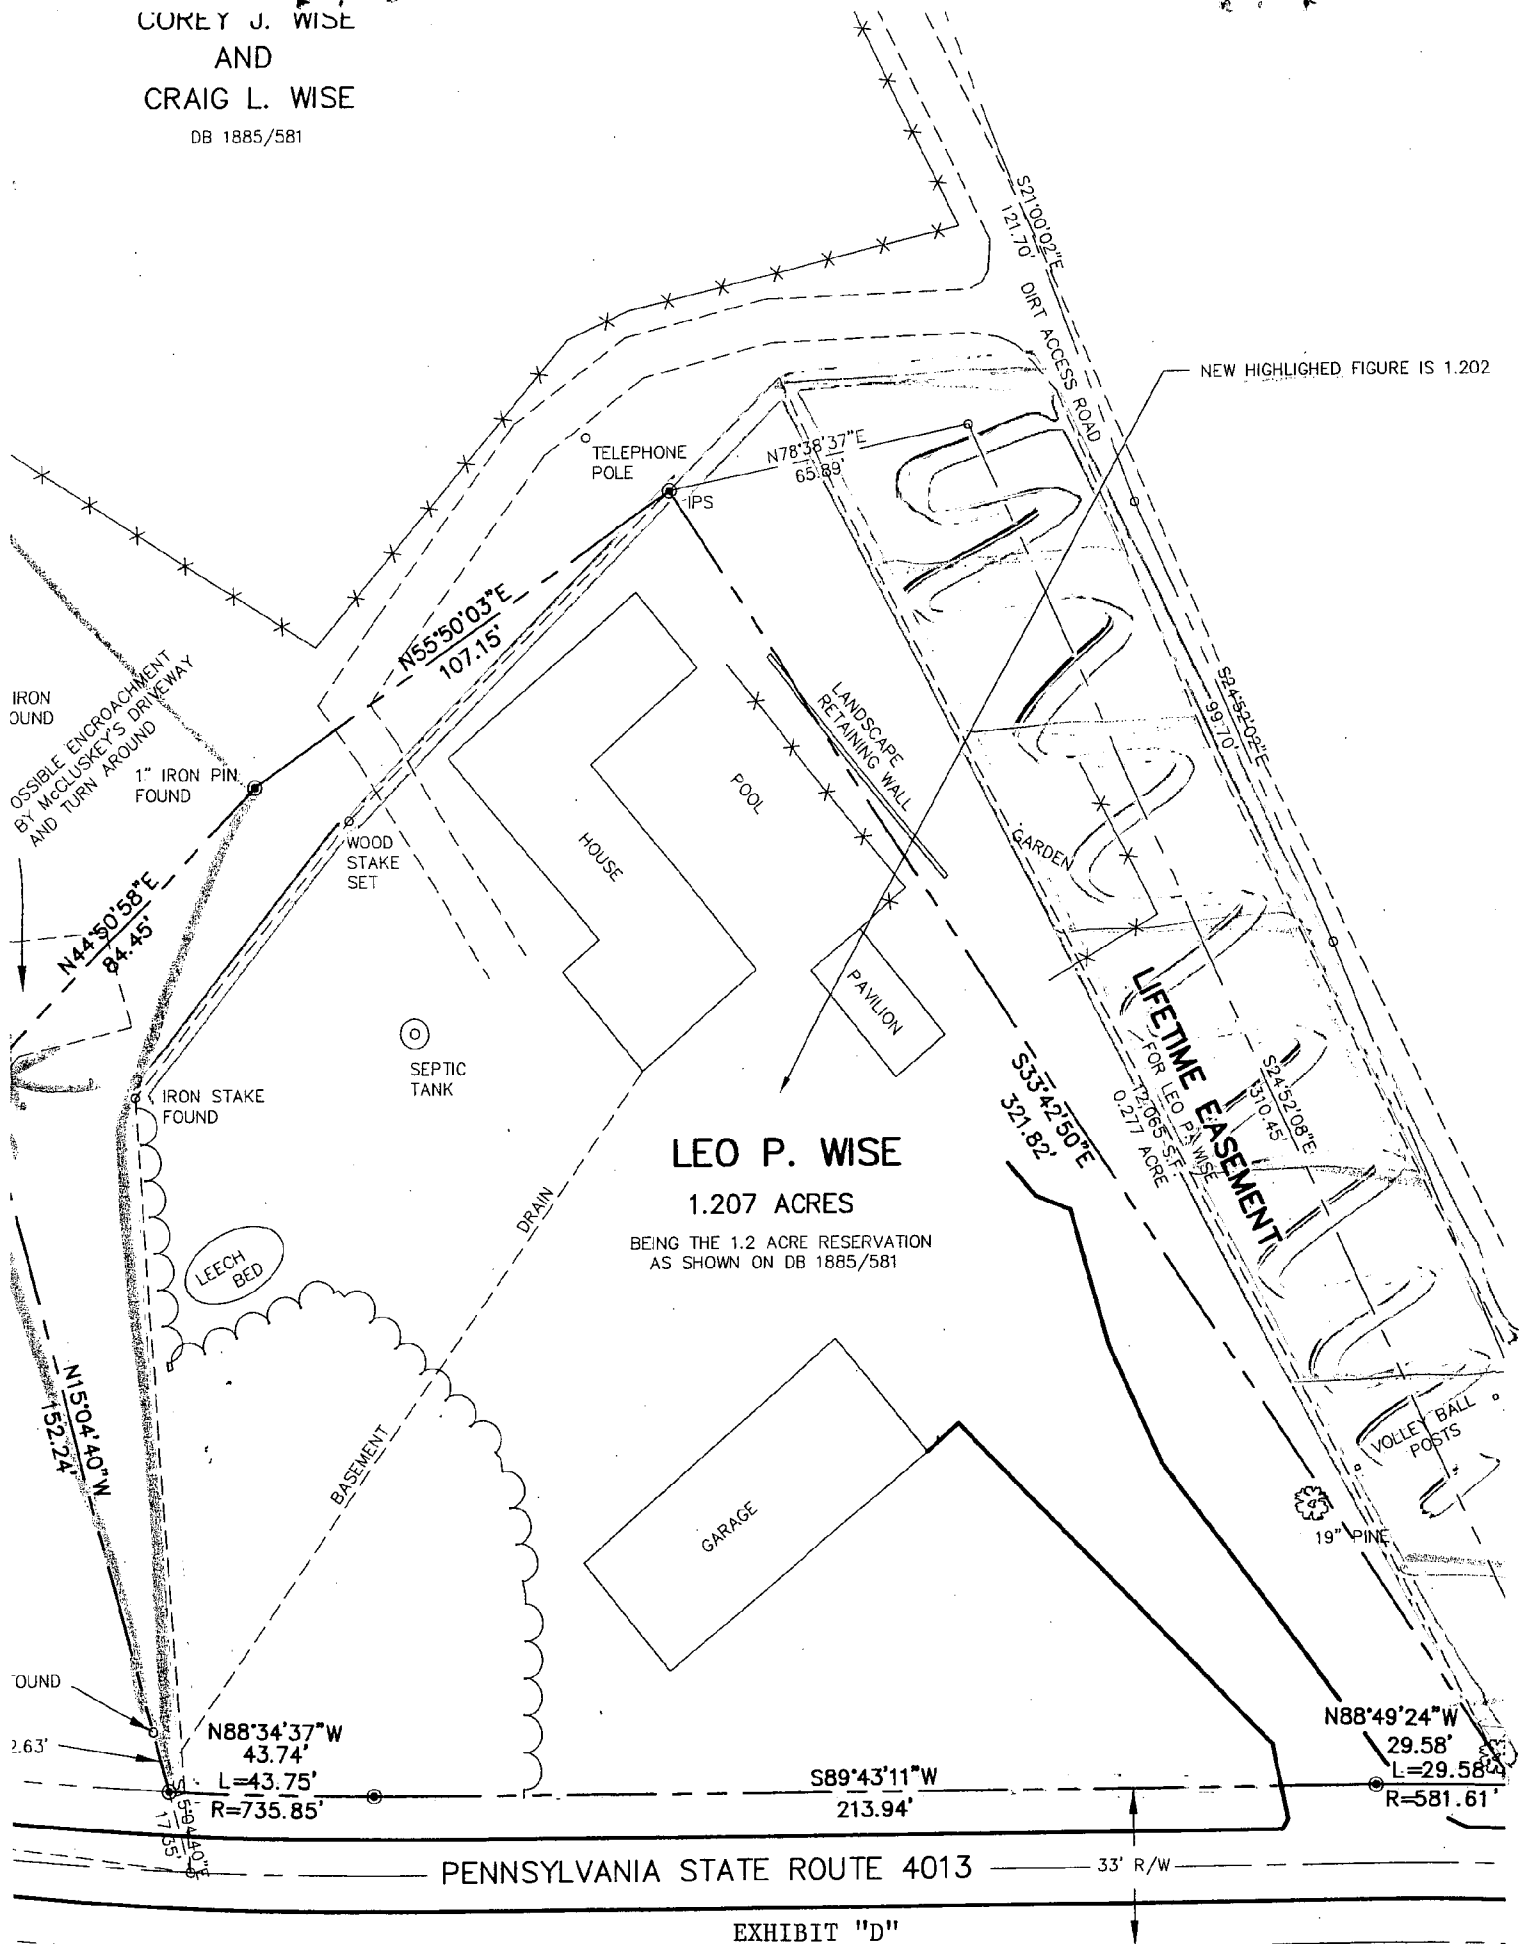 COREY J. WISE
AND
CRAIG L. WISE
DB 1885/581
S21°00'02"E
121.70'
DIRT ACCESS ROAD
NEW HIGHLIGHED FIGURE IS 1.202
TELEPHONE
POLE
N78°38'37"E
65.89'
IPS
N55°50'03"E
107.15'
IRON
OUND
OSSIBLE ENCROACHMENT
BY McCLUSKEY'S DRIVEWAY
AND TURN AROUND
1" IRON PIN
FOUND
WOOD
STAKE
SET
HOUSE
POOL
LANDSCAPE
RETAINING WALL
GARDEN
S24°52'02"E
99.70'
N44°50'58"E
84.45'
PAVILION
SEPTIC
TANK
IRON STAKE
FOUND
LIFETIME EASEMENT
FOR LEO P. WISE
12,065 S.F.
0.277 ACRE
S24°52'08"E
310.45'
S33°42'50"E
321.82'
LEO P. WISE
1.207 ACRES
BEING THE 1.2 ACRE RESERVATION
AS SHOWN ON DB 1885/581
DRAIN
LEECH
BED
N15°04'40"W
152.24'
BASEMENT
GARAGE
VOLLEY BALL
POSTS
19" PINE
OUND
2.63'
N88°34'37"W
43.74'
L=43.75'
R=735.85'
S89°43'11"W
213.94'
N88°49'24"W
29.58'
L=29.58'
R=581.61'
17.55'
PENNSYLVANIA STATE ROUTE 4013
33' R/W
EXHIBIT "D"